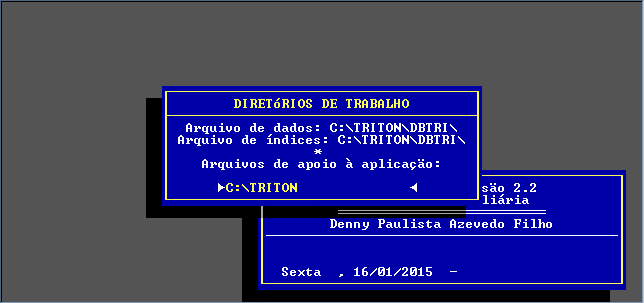 DIRETóRIOS DE TRABALHO
Arquivo de dados: C:\TRITON\DBTRI\
Arquivo de índices: C:\TRITON\DBTRI\
*
Arquivos de apoio à aplicação:
C:\TRITON
são 2.2
liária
Denny Paulista Azevedo Filho
Sexta , 16/01/2015 -